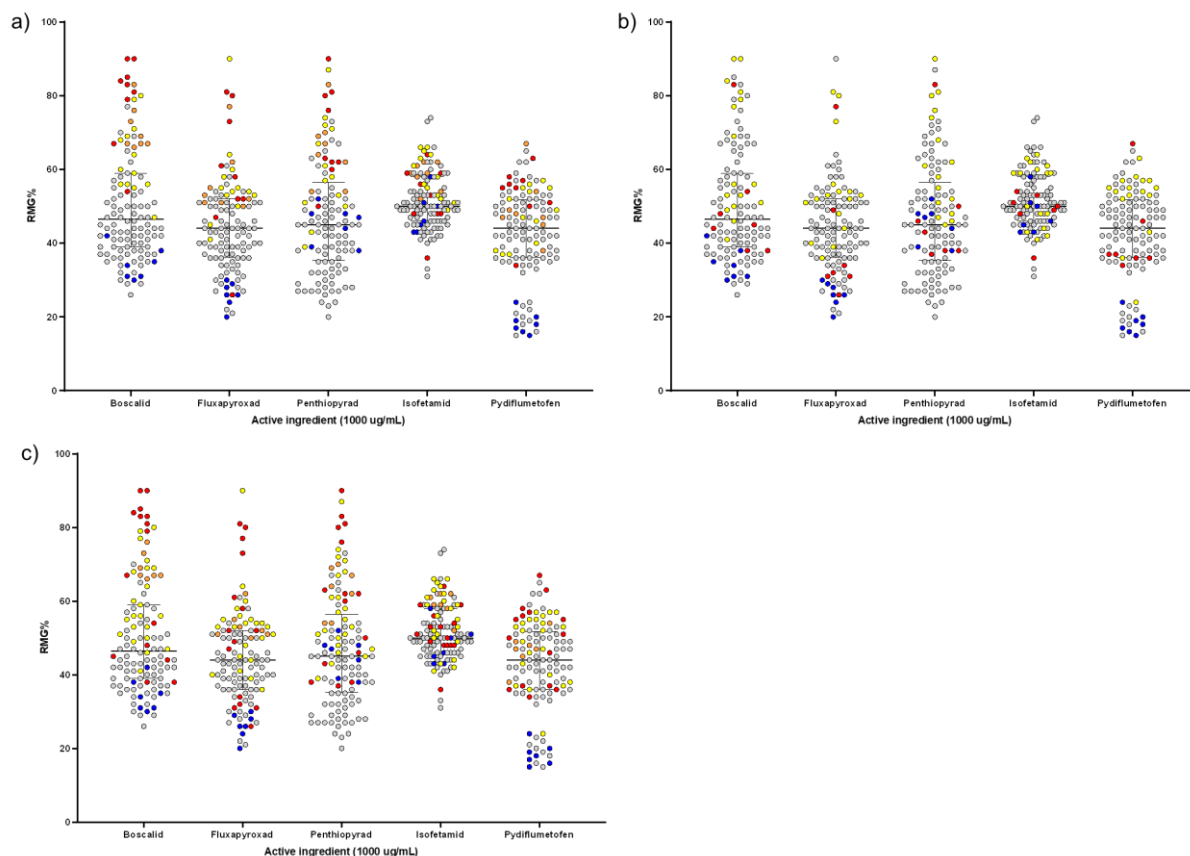 a)
100
80
60
40
20
0
RMG%
Boscalid Fluxapyroxad Penthiopyrad Isofetamid Pydiflumetofen
Active ingredient (1000 ug/mL)
b)
100
80
60
40
20
0
RMG%
Boscalid Fluxapyroxad Penthiopyrad Isofetamid Pydiflumetofen
Active ingredient (1000 ug/mL)
c)
100
80
60
40
20
0
RMG%
Boscalid Fluxapyroxad Penthiopyrad Isofetamid Pydiflumetofen
Active ingredient (1000 ug/mL)